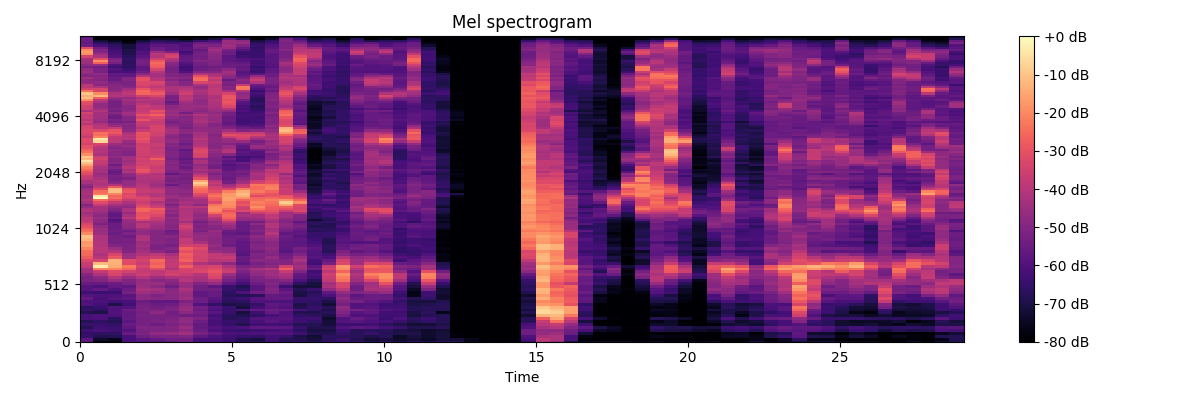 Mel spectrogram
Hz
8192
4096
2048
1024
512
0
0 5 10 15 20 25
Time
+0 dB
-10 dB
-20 dB
-30 dB
-40 dB
-50 dB
-60 dB
-70 dB
-80 dB